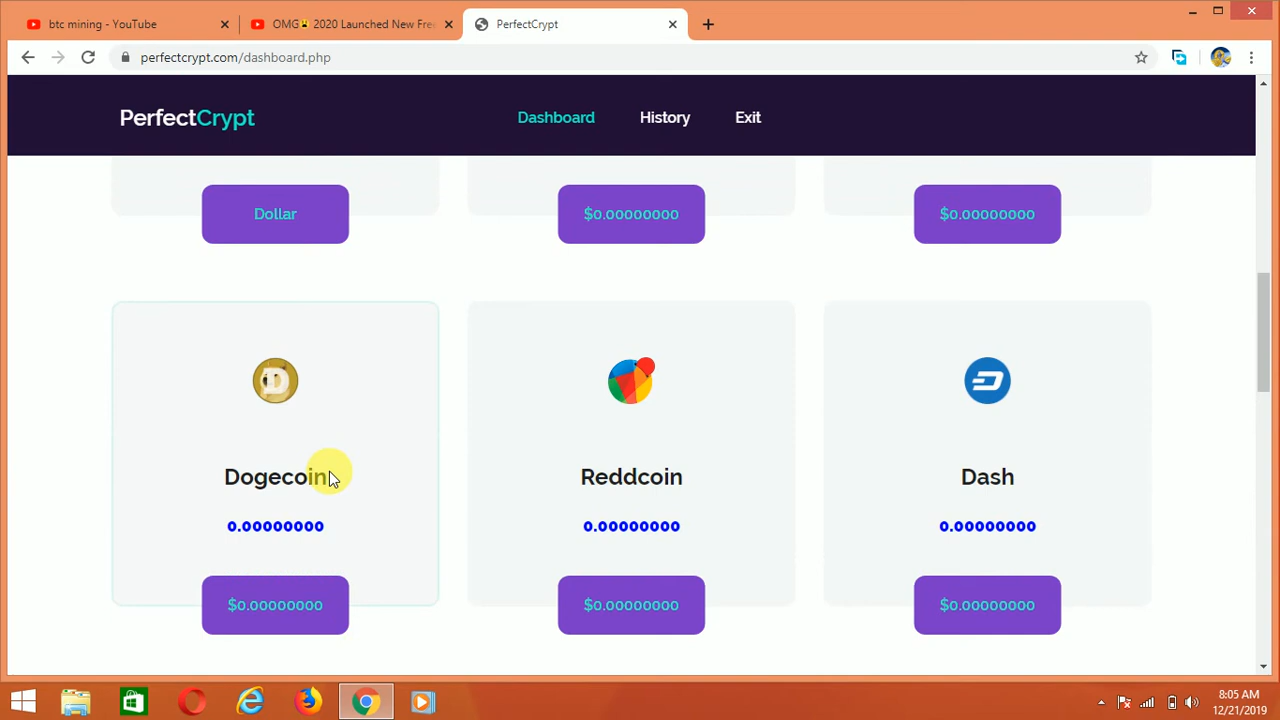 btc mining - YouTube
OMG😲 2020 Launched New Free
PerfectCrypt
perfectcrypt.com/dashboard.php
PerfectCrypt
Dashboard
History
Exit
Dollar
$0.00000000
$0.00000000
Dogecoin
Reddcoin
Dash
0.00000000
0.00000000
0.00000000
$0.00000000
$0.00000000
$0.00000000
8:05 AM
12/21/2019